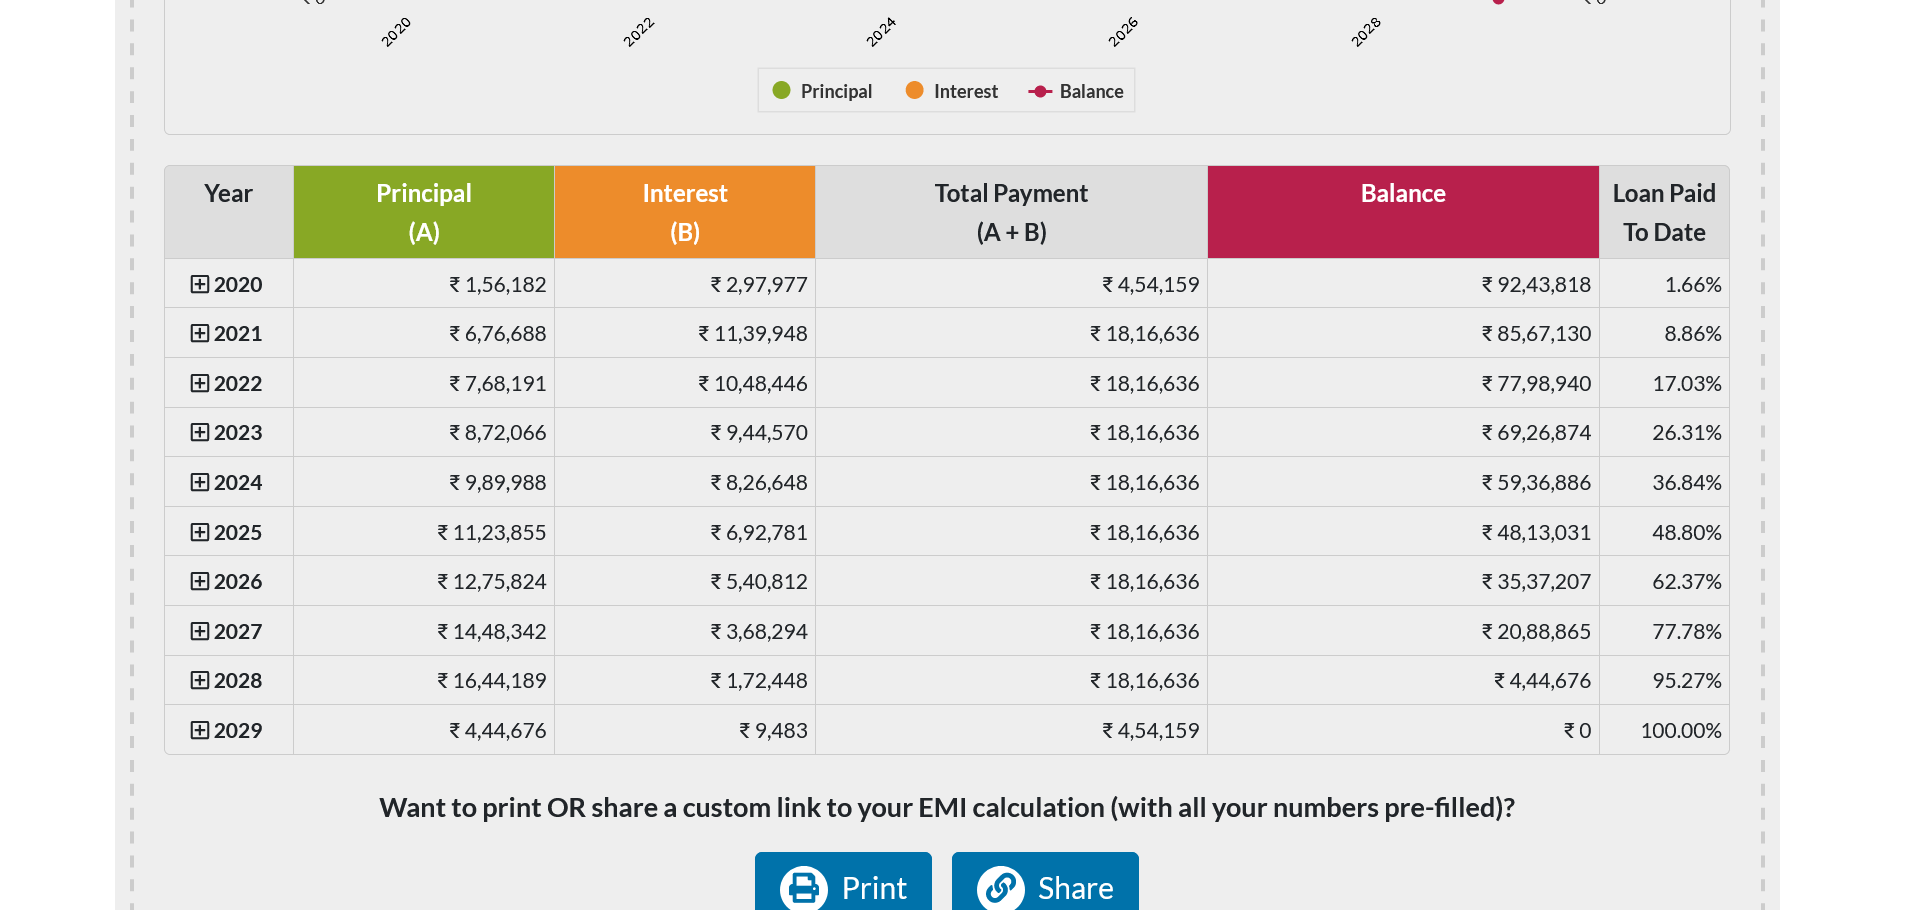 2020 2022 2024 2026 2028
Principal Interest Balance
Year Principal Interest Total Payment Balance Loan Paid
(A) (B) (A + B) To Date
2020 ₹ 1,56,182 ₹ 2,97,977 ₹ 4,54,159 ₹ 92,43,818 1.66%
2021 ₹ 6,76,688 ₹ 11,39,948 ₹ 18,16,636 ₹ 85,67,130 8.86%
2022 ₹ 7,68,191 ₹ 10,48,446 ₹ 18,16,636 ₹ 77,98,940 17.03%
2023 ₹ 8,72,066 ₹ 9,44,570 ₹ 18,16,636 ₹ 69,26,874 26.31%
2024 ₹ 9,89,988 ₹ 8,26,648 ₹ 18,16,636 ₹ 59,36,886 36.84%
2025 ₹ 11,23,855 ₹ 6,92,781 ₹ 18,16,636 ₹ 48,13,031 48.80%
2026 ₹ 12,75,824 ₹ 5,40,812 ₹ 18,16,636 ₹ 35,37,207 62.37%
2027 ₹ 14,48,342 ₹ 3,68,294 ₹ 18,16,636 ₹ 20,88,865 77.78%
2028 ₹ 16,44,189 ₹ 1,72,448 ₹ 18,16,636 ₹ 4,44,676 95.27%
2029 ₹ 4,44,676 ₹ 9,483 ₹ 4,54,159 ₹ 0 100.00%
Want to print OR share a custom link to your EMI calculation (with all your numbers pre-filled)?
Print Share